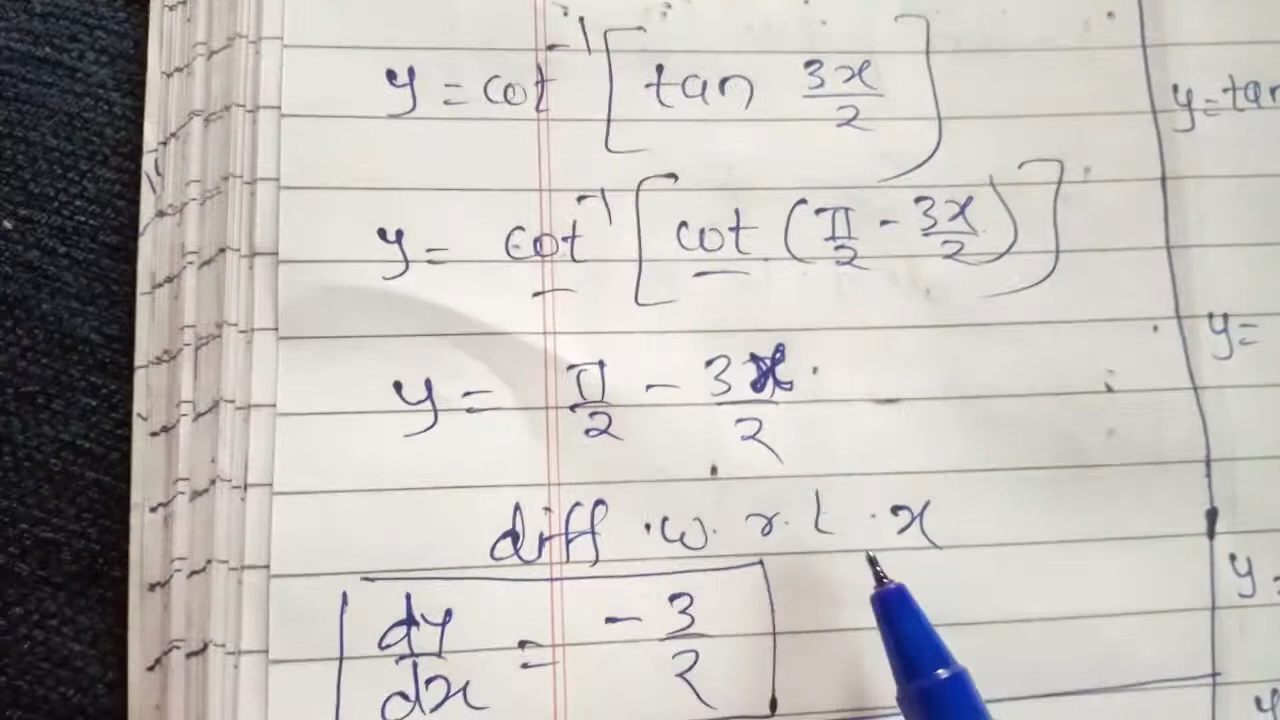 y = cot⁻¹ [ tan 3x/2 ]
y = cot⁻¹ [ cot ( π/2 - 3x/2 ) ]
y = π/2 - 3x/2
diff .w.r.t.x
dy/dx = -3/2
y=tan
y=
y=
y